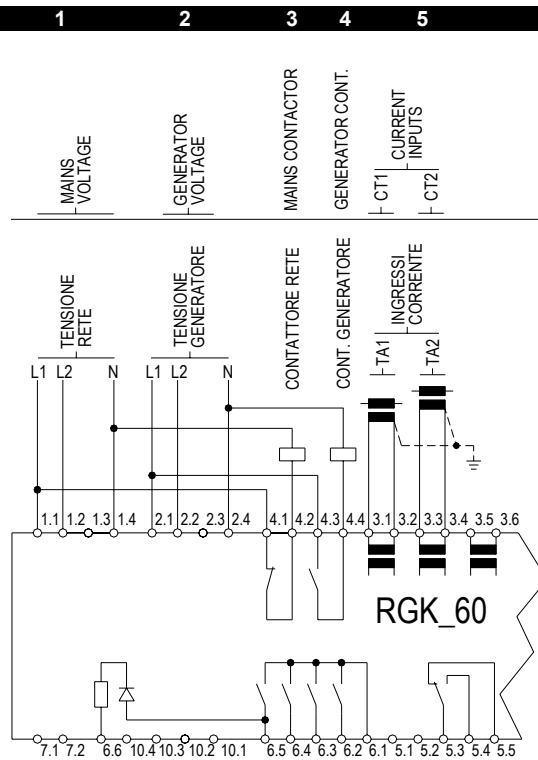 1 2 3 4 5
MAINS
VOLTAGE
GENERATOR
VOLTAGE
MAINS CONTACTOR
GENERATOR CONT.
CURRENT
INPUTS
CT1
CT2
TENSIONE
RETE
TENSIONE
GENERATORE
CONTATTORE RETE
CONT. GENERATORE
INGRESSI
CORRENTE
TA1
TA2
L1 L2 N L1 L2 N
1.1 1.2 1.3 1.4 2.1 2.2 2.3 2.4 4.1 4.2 4.3 4.4 3.1 3.2 3.3 3.4 3.5 3.6
RGK_60
7.1 7.2 6.6 10.4 10.3 10.2 10.1 6.5 6.4 6.3 6.2 6.1 5.1 5.2 5.3 5.4 5.5